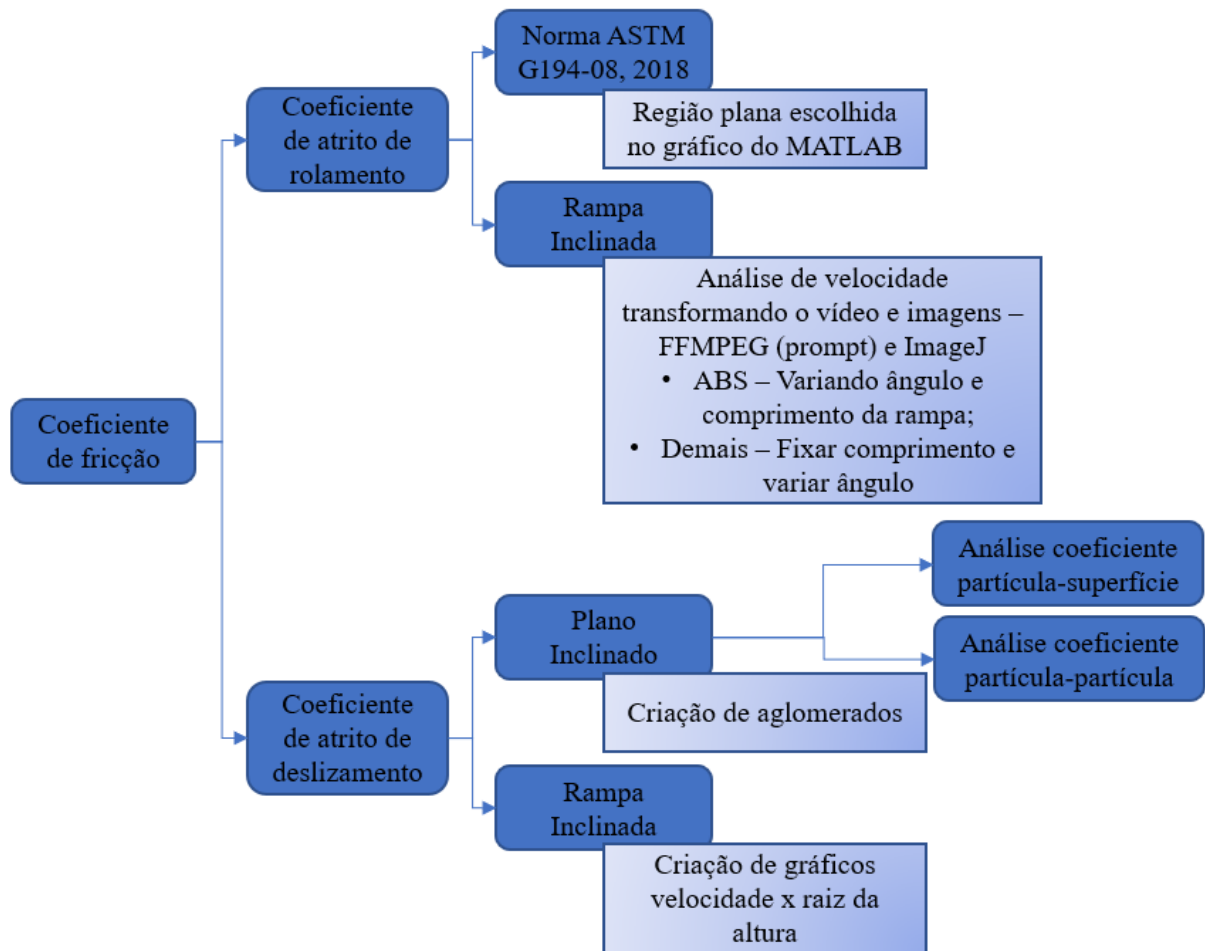 Norma ASTM
G194-08, 2018
Região plana escolhida
no gráfico do MATLAB
Coeficiente
de atrito de
rolamento
Rampa
Inclinada
Análise de velocidade
transformando o vídeo e imagens –
FFMPEG (prompt) e ImageJ
• ABS – Variando ângulo e
comprimento da rampa;
• Demais – Fixar comprimento e
variar ângulo
Coeficiente
de fricção
Análise coeficiente
partícula-superfície
Plano
Inclinado
Análise coeficiente
partícula-partícula
Criação de aglomerados
Coeficiente
de atrito de
deslizamento
Rampa
Inclinada
Criação de gráficos
velocidade x raiz da
altura